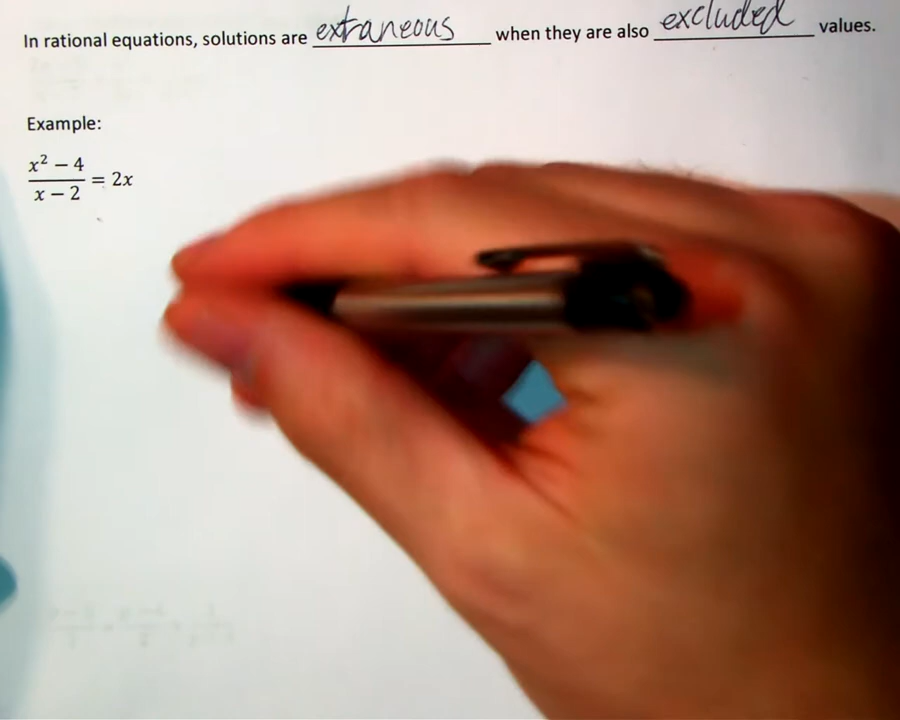 In rational equations, solutions are extraneous when they are also excluded values.
Example:
x² − 4
x − 2
= 2x